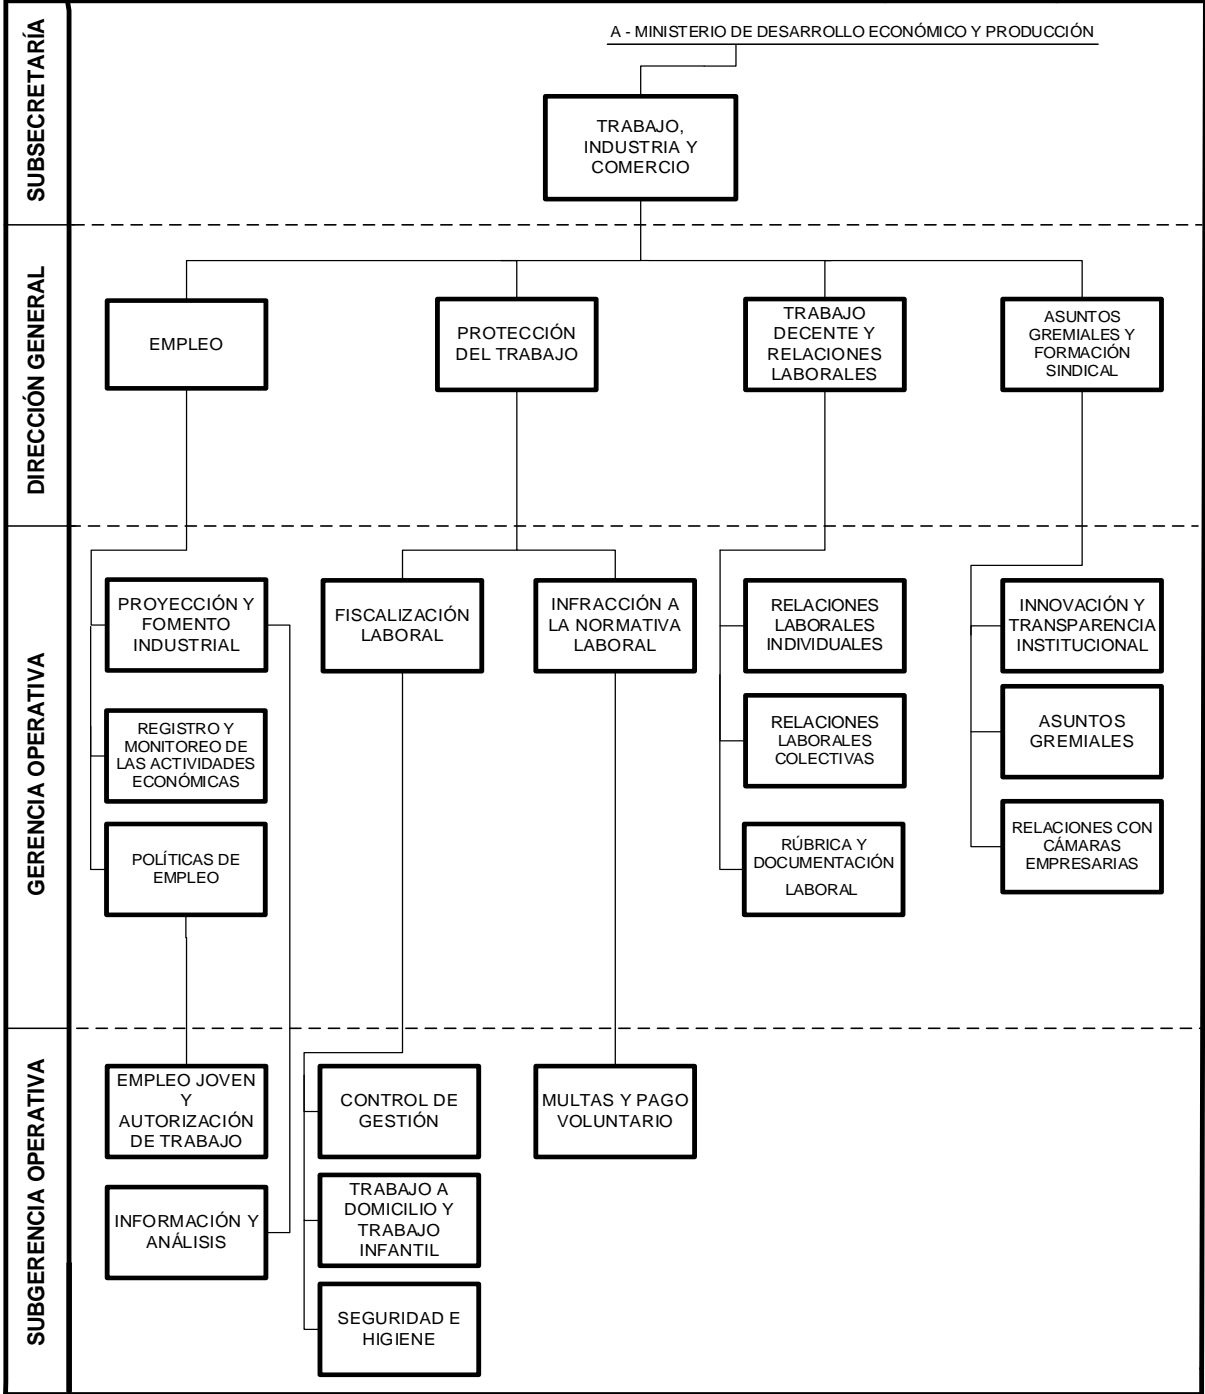 SUBSECRETARÍA
A - MINISTERIO DE DESARROLLO ECONÓMICO Y PRODUCCIÓN
TRABAJO,
INDUSTRIA Y
COMERCIO
DIRECCIÓN GENERAL
EMPLEO
PROTECCIÓN
DEL TRABAJO
TRABAJO
DECENTE Y
RELACIONES
LABORALES
ASUNTOS
GREMIALES Y
FORMACIÓN
SINDICAL
GERENCIA OPERATIVA
PROYECCIÓN Y
FOMENTO
INDUSTRIAL
FISCALIZACIÓN
LABORAL
INFRACCIÓN A
LA NORMATIVA
LABORAL
RELACIONES
LABORALES
INDIVIDUALES
INNOVACIÓN Y
TRANSPARENCIA
INSTITUCIONAL
REGISTRO Y
MONITOREO DE
LAS ACTIVIDADES
ECONÓMICAS
RELACIONES
LABORALES
COLECTIVAS
ASUNTOS
GREMIALES
POLÍTICAS DE
EMPLEO
RÚBRICA Y
DOCUMENTACIÓN
LABORAL
RELACIONES CON
CÁMARAS
EMPRESARIAS
SUBGERENCIA OPERATIVA
EMPLEO JOVEN
Y
AUTORIZACIÓN
DE TRABAJO
CONTROL DE
GESTIÓN
MULTAS Y PAGO
VOLUNTARIO
INFORMACIÓN Y
ANÁLISIS
TRABAJO A
DOMICILIO Y
TRABAJO
INFANTIL
SEGURIDAD E
HIGIENE